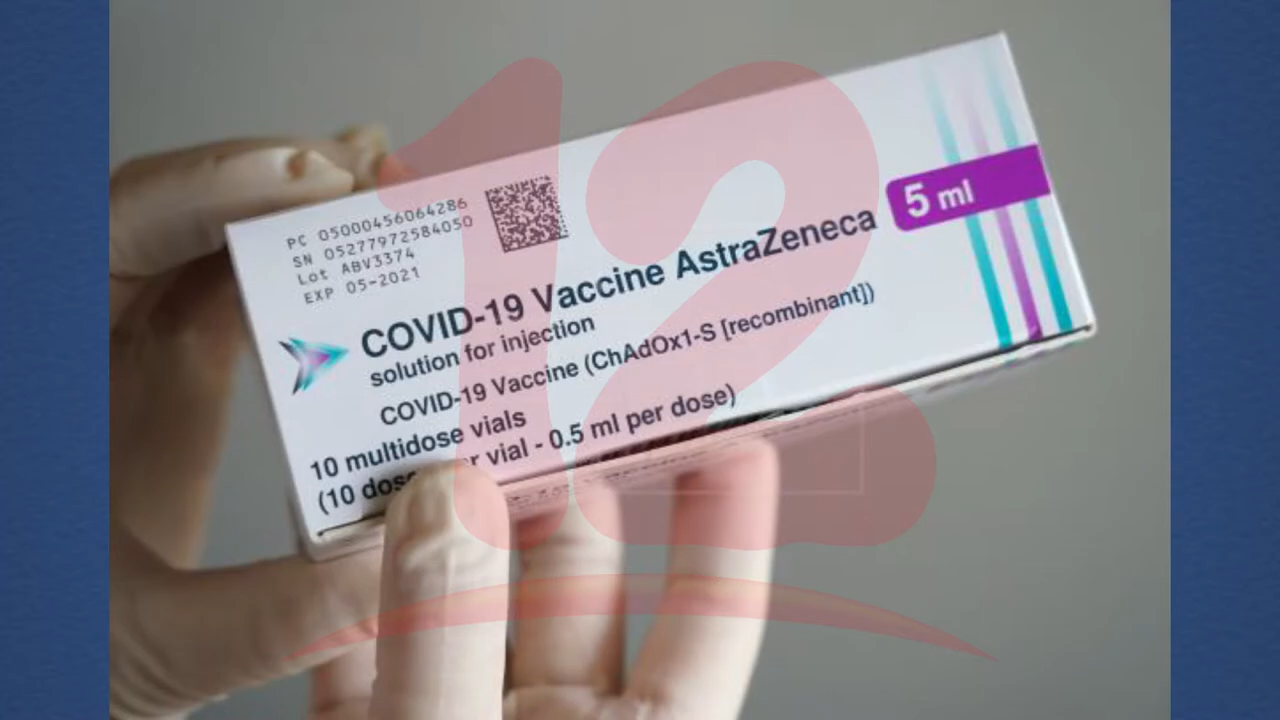 PC 05000456064286
SN 05277972584050
Lot ABV3374
EXP 05-2021
5 ml
COVID-19 Vaccine AstraZeneca
solution for injection
COVID-19 Vaccine (ChAdOx1-S [recombinant])
10 multidose vials
(10 vial - 0.5 ml per dose)
12